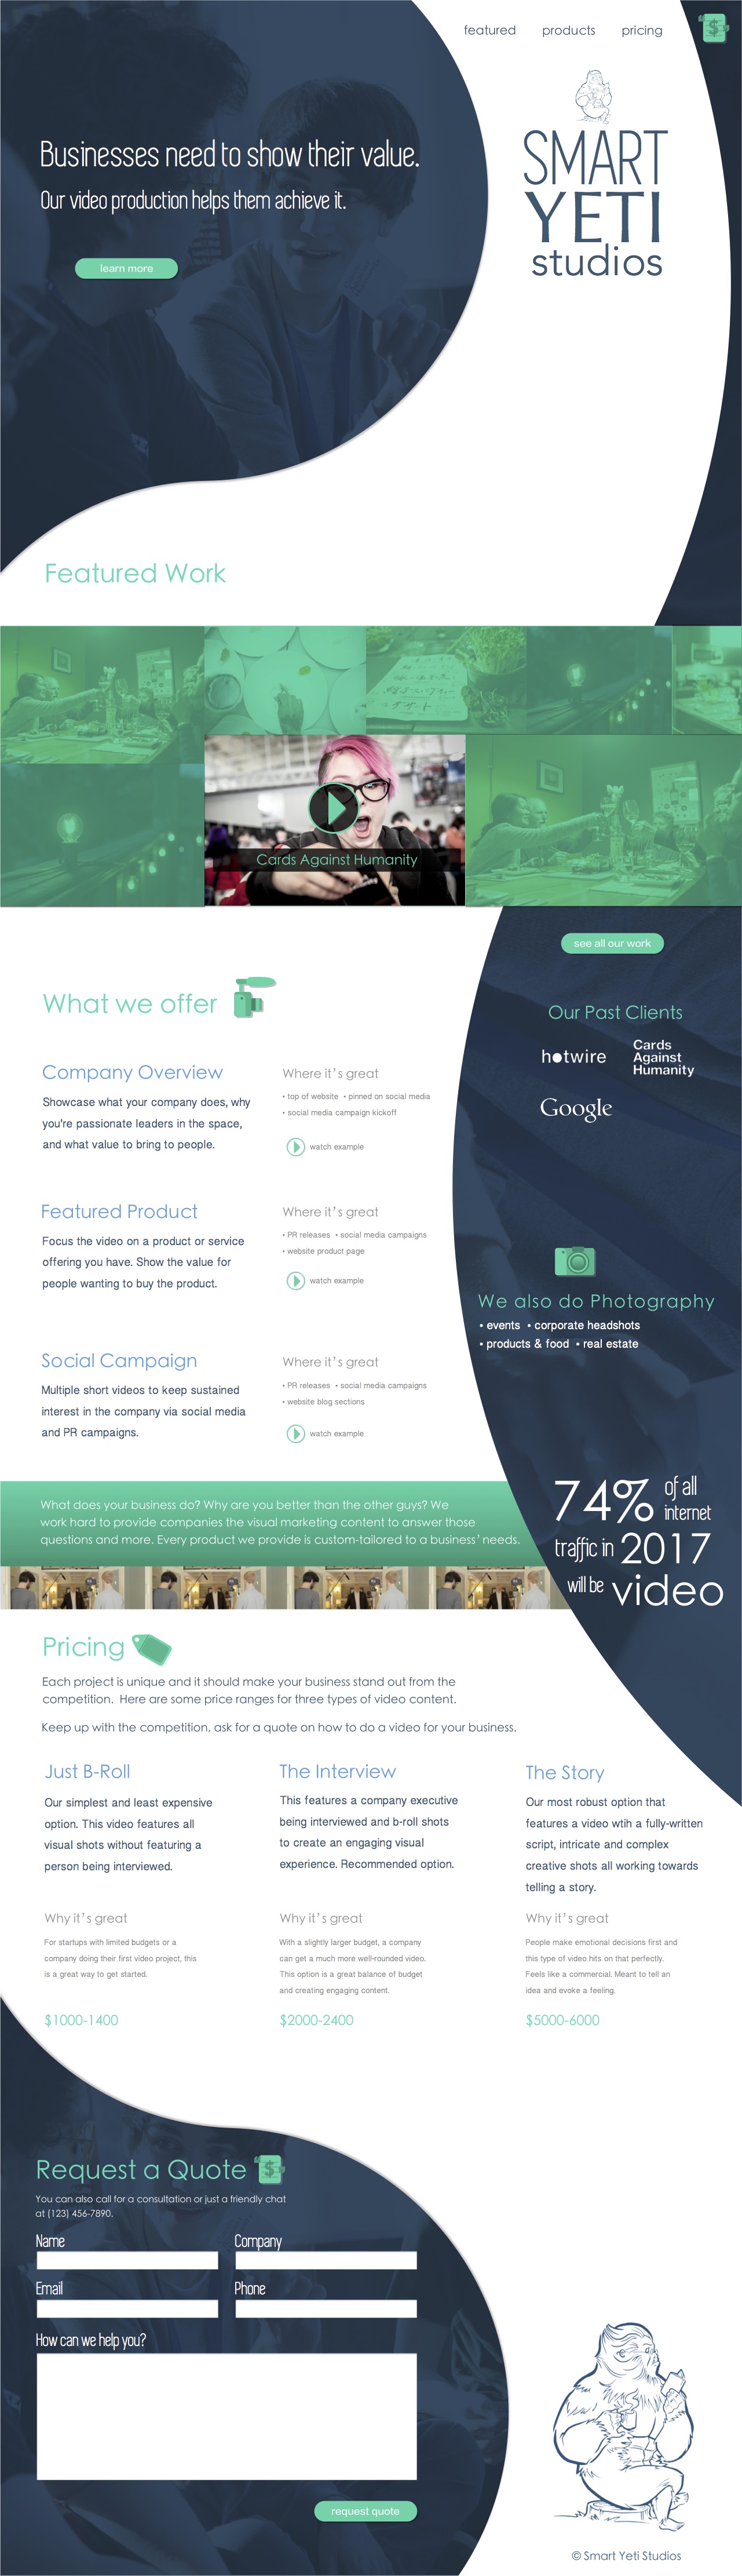 featured products pricing
$
SMART
YETI
studios
Businesses need to show their value.
Our video production helps them achieve it.
learn more
Featured Work
Cards Against Humanity
see all our work
What we offer
Company Overview
Showcase what your company does, why
you're passionate leaders in the space,
and what value to bring to people.
Where it's great
• top of website • pinned on social media
• social media campaign kickoff
watch example
Featured Product
Focus the video on a product or service
offering you have. Show the value for
people wanting to buy the product.
Where it's great
• PR releases • social media campaigns
• website product page
watch example
Social Campaign
Multiple short videos to keep sustained
interest in the company via social media
and PR campaigns.
Where it's great
• PR releases • social media campaigns
• website blog sections
watch example
Our Past Clients
hotwire
Cards
Against
Humanity
Google
We also do Photography
• events • corporate headshots
• products & food • real estate
74% of all
internet
traffic in 2017
will be video
What does your business do? Why are you better than the other guys? We
work hard to provide companies the visual marketing content to answer those
questions and more. Every product we provide is custom-tailored to a business' needs.
Pricing
Each project is unique and it should make your business stand out from the
competition. Here are some price ranges for three types of video content.
Keep up with the competition, ask for a quote on how to do a video for your business.
Just B-Roll
Our simplest and least expensive
option. This video features all
visual shots without featuring a
person being interviewed.
Why it's great
For startups with limited budgets or a
company doing their first video project, this
is a great way to get started.
$1000-1400
The Interview
This features a company executive
being interviewed and b-roll shots
to create an engaging visual
experience. Recommended option.
Why it's great
With a slightly larger budget, a company
can get a much more well-rounded video.
This option is a great balance of budget
and creating engaging content.
$2000-2400
The Story
Our most robust option that
features a video wtih a fully-written
script, intricate and complex
creative shots all working towards
telling a story.
Why it's great
People make emotional decisions first and
this type of video hits on that perfectly.
Feels like a commercial. Meant to tell an
idea and evoke a feeling.
$5000-6000
Request a Quote
$
You can also call for a consultation or just a friendly chat
at (123) 456-7890.
Name
Company
Email
Phone
How can we help you?
request quote
© Smart Yeti Studios